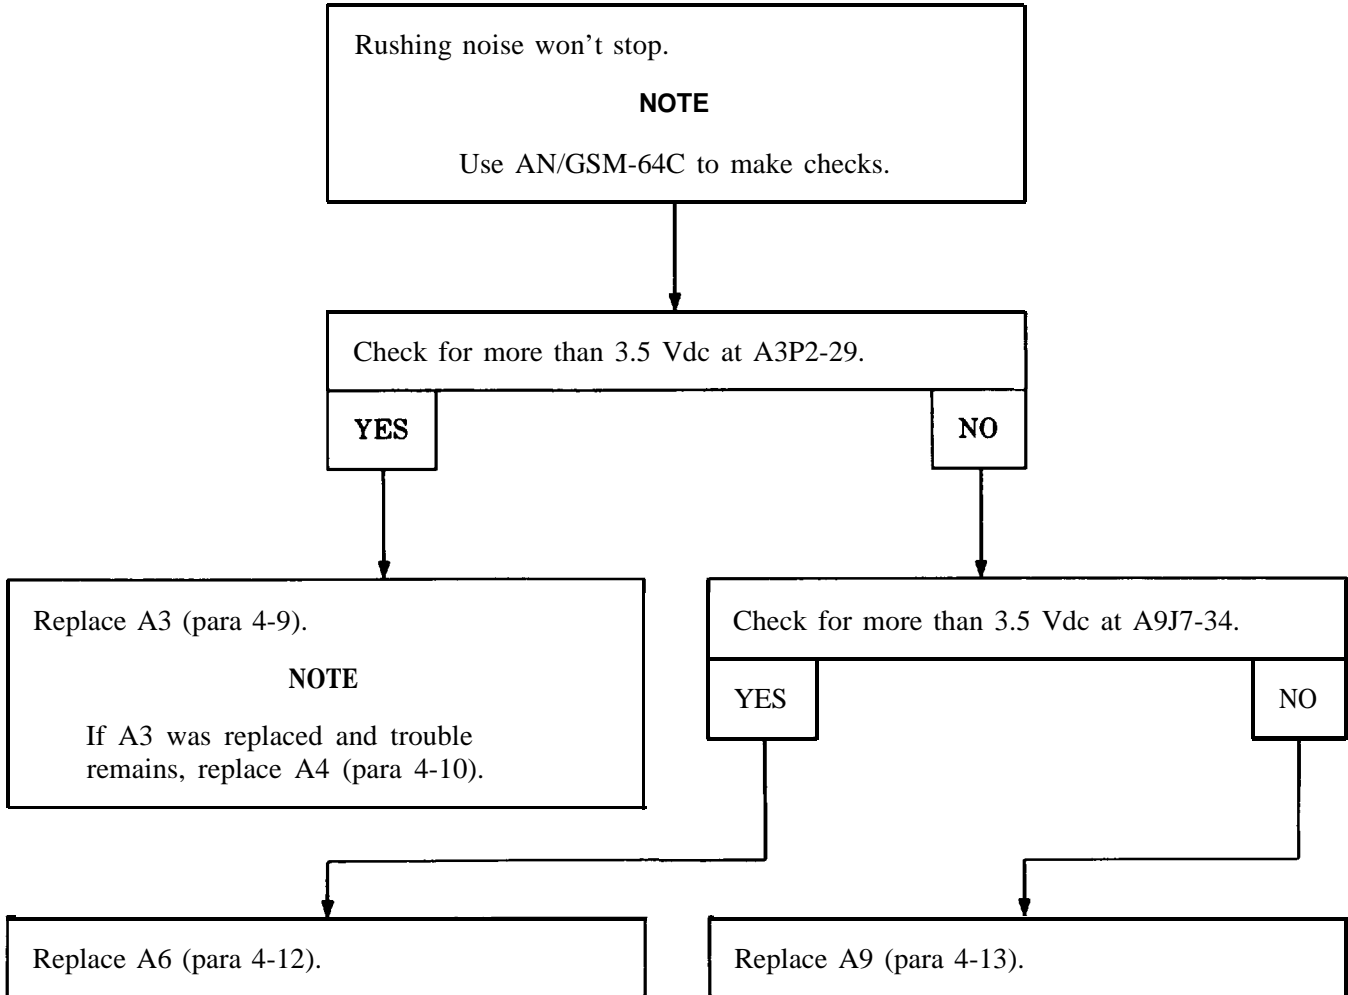 Rushing noise won't stop.
NOTE
Use AN/GSM-64C to make checks.
Check for more than 3.5 Vdc at A3P2-29.
YES
NO
Replace A3 (para 4-9).
NOTE
If A3 was replaced and trouble
remains, replace A4 (para 4-10).
Check for more than 3.5 Vdc at A9J7-34.
YES
NO
Replace A6 (para 4-12).
Replace A9 (para 4-13).